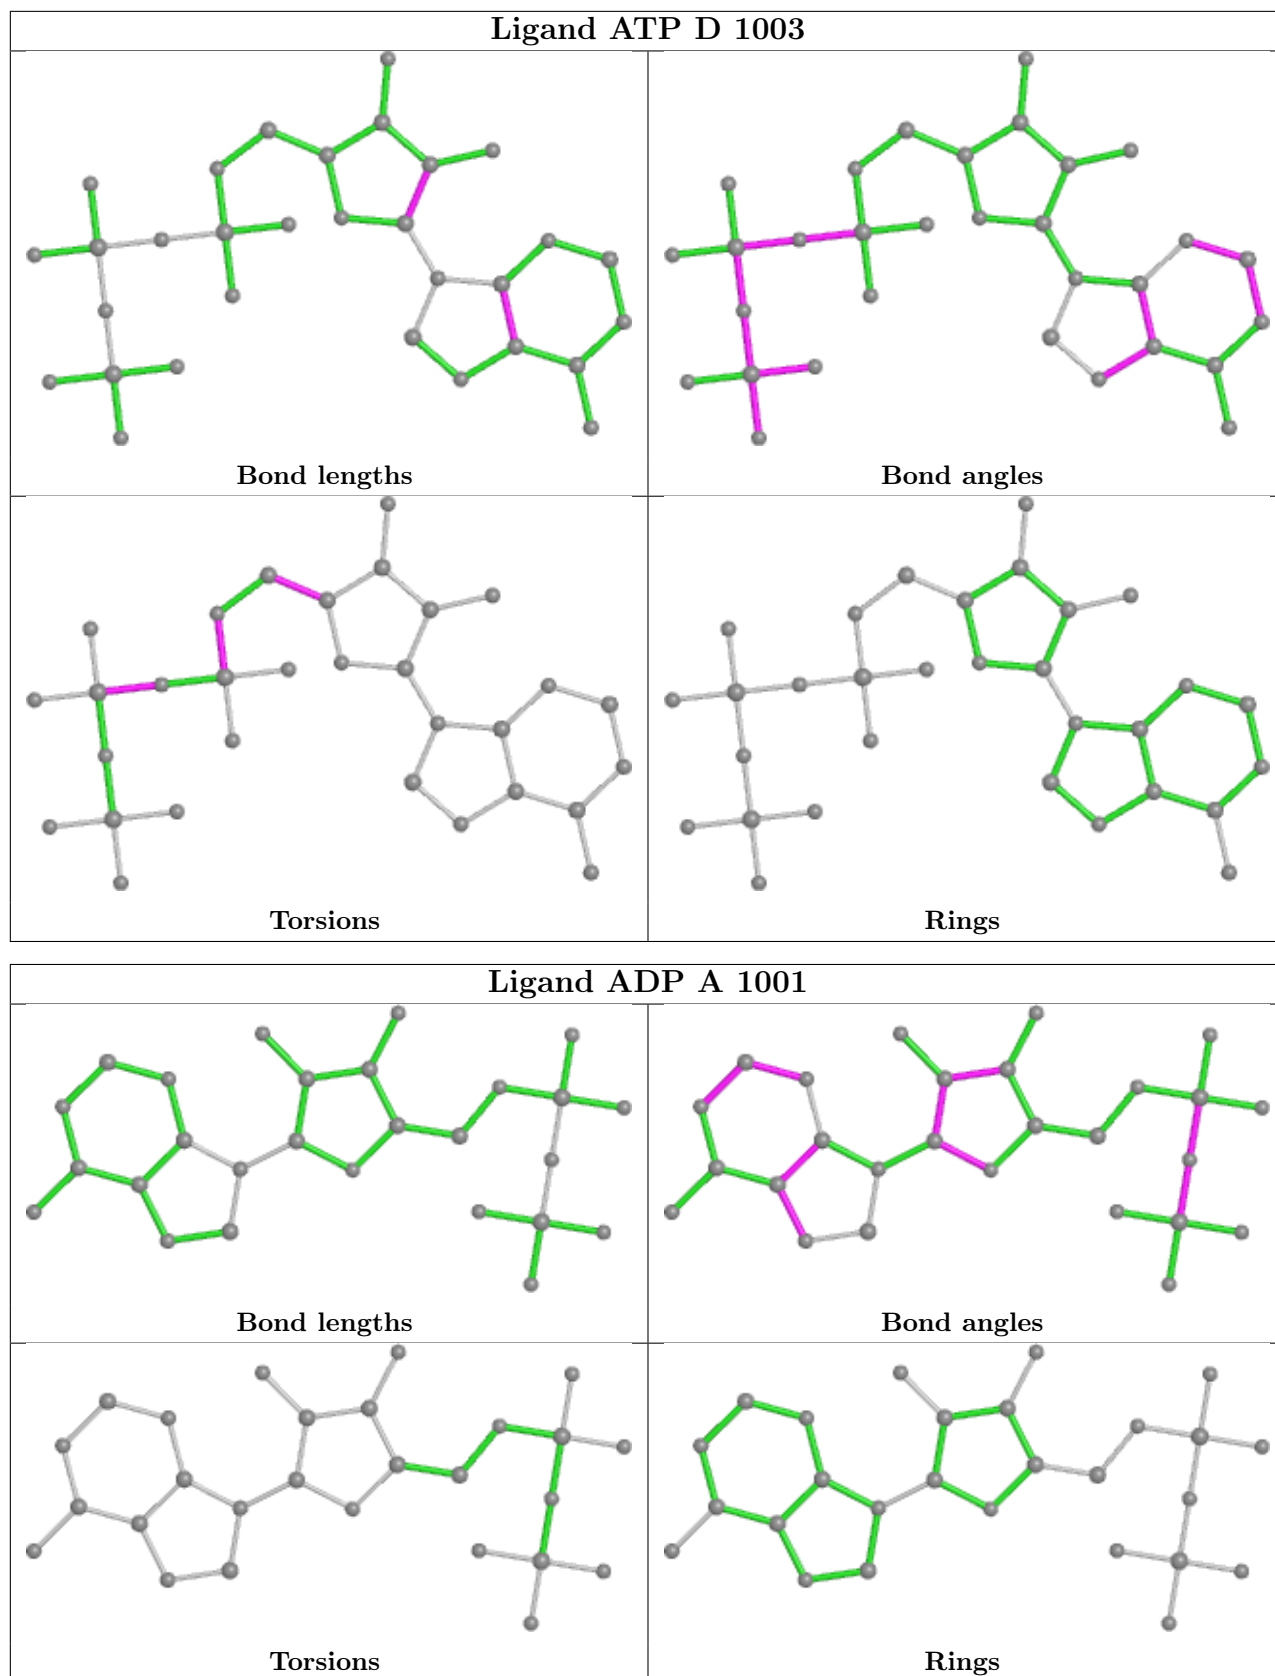 Ligand ATP D 1003
Bond lengths
Bond angles
Torsions
Rings
Ligand ADP A 1001
Bond lengths
Bond angles
Torsions
Rings